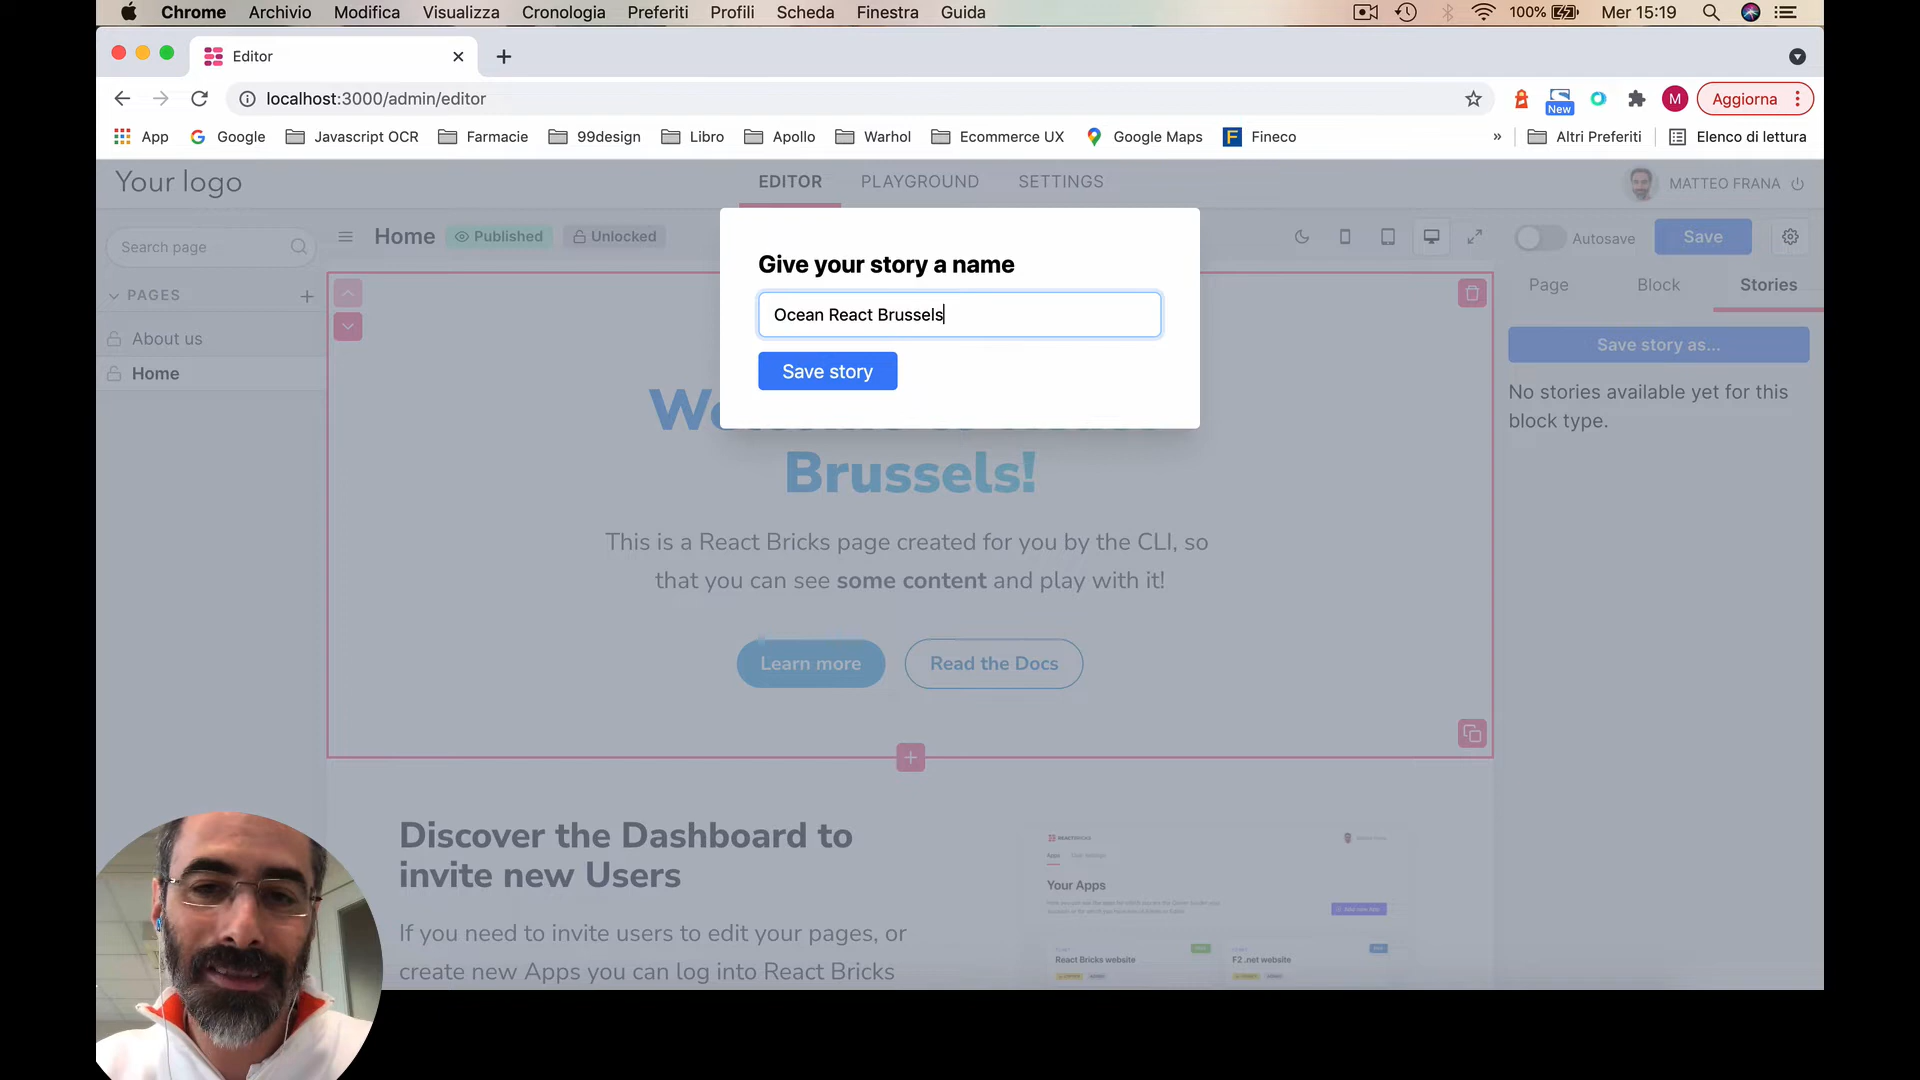 Chrome Archivio Modifica Visualizza Cronologia Preferiti Profili Scheda Finestra Guida 100% Mer 15:19
Editor
localhost:3000/admin/editor New M Aggiorna
App Google Javascript OCR Farmacie 99design Libro Apollo Warhol Ecommerce UX Google Maps Fineco » Altri Preferiti Elenco di lettura
Your logo EDITOR PLAYGROUND SETTINGS MATTEO FRANA
Search page Home Published Unlocked Autosave Save
Give your story a name
PAGES Page Block Stories
Ocean React Brussels
About us Save story as...
Home Save story No stories available yet for this
block type.
Brussels!
This is a React Bricks page created for you by the CLI, so
that you can see some content and play with it!
Learn more Read the Docs
Discover the Dashboard to
invite new Users
If you need to invite users to edit your pages, or
create new Apps you can log into React Bricks
REACTBRICKS
Apps
Your Apps
React Bricks website F2.net website